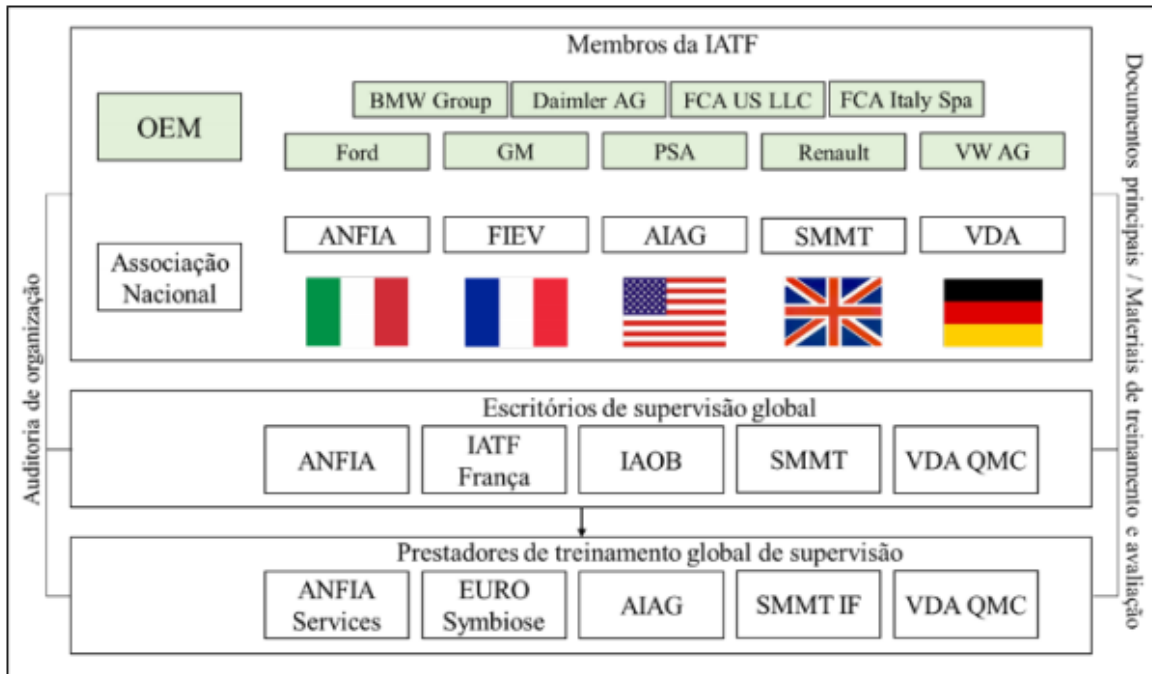 Membros da IATF
OEM
BMW Group
Daimler AG
FCA US LLC
FCA Italy Spa
Ford
GM
PSA
Renault
VW AG
Associação
Nacional
ANFIA
FIEV
AIAG
SMMT
VDA
Escritórios de supervisão global
ANFIA
IATF
França
IAOB
SMMT
VDA QMC
Prestadores de treinamento global de supervisão
ANFIA
Services
EURO
Symbiose
AIAG
SMMT IF
VDA QMC
Auditoria de organização
Documentos principais / Materiais de treinamento e avaliação